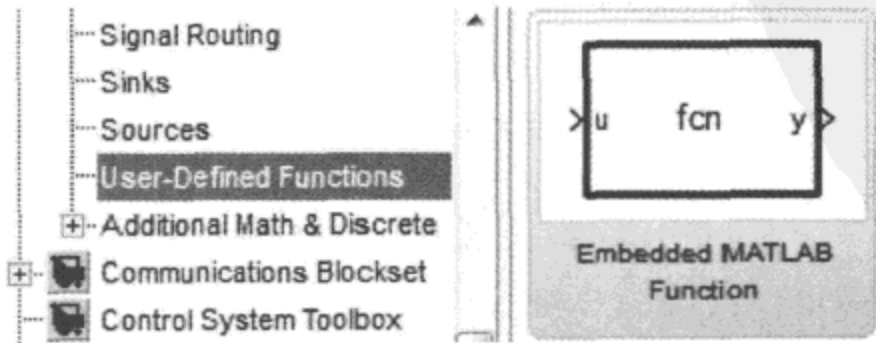 Signal Routing
Sinks
Sources
User-Defined Functions
Additional Math & Discrete
Communications Blockset
Control System Toolbox
u fcn y
Embedded MATLAB
Function